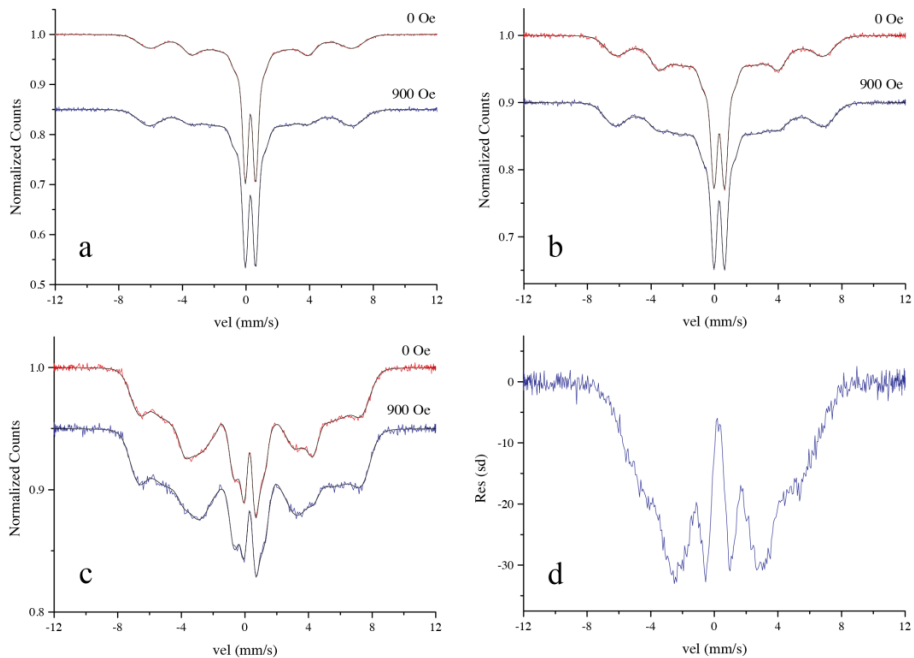 0 Oe
1.0
0.9
900 Oe
0.8
0.7
0.6
a
0.5
-12 -8 -4 0 4 8 12
vel (mm/s)
Normalized Counts
0 Oe
1.0
900 Oe
0.9
0.8
0.7
b
-12 -8 -4 0 4 8 12
vel (mm/s)
Normalized Counts
0 Oe
1.0
900 Oe
0.9
c
0.8
-12 -8 -4 0 4 8 12
vel (mm/s)
Normalized Counts
0
-10
-20
-30
d
-12 -8 -4 0 4 8 12
vel (mm/s)
Res (sd)